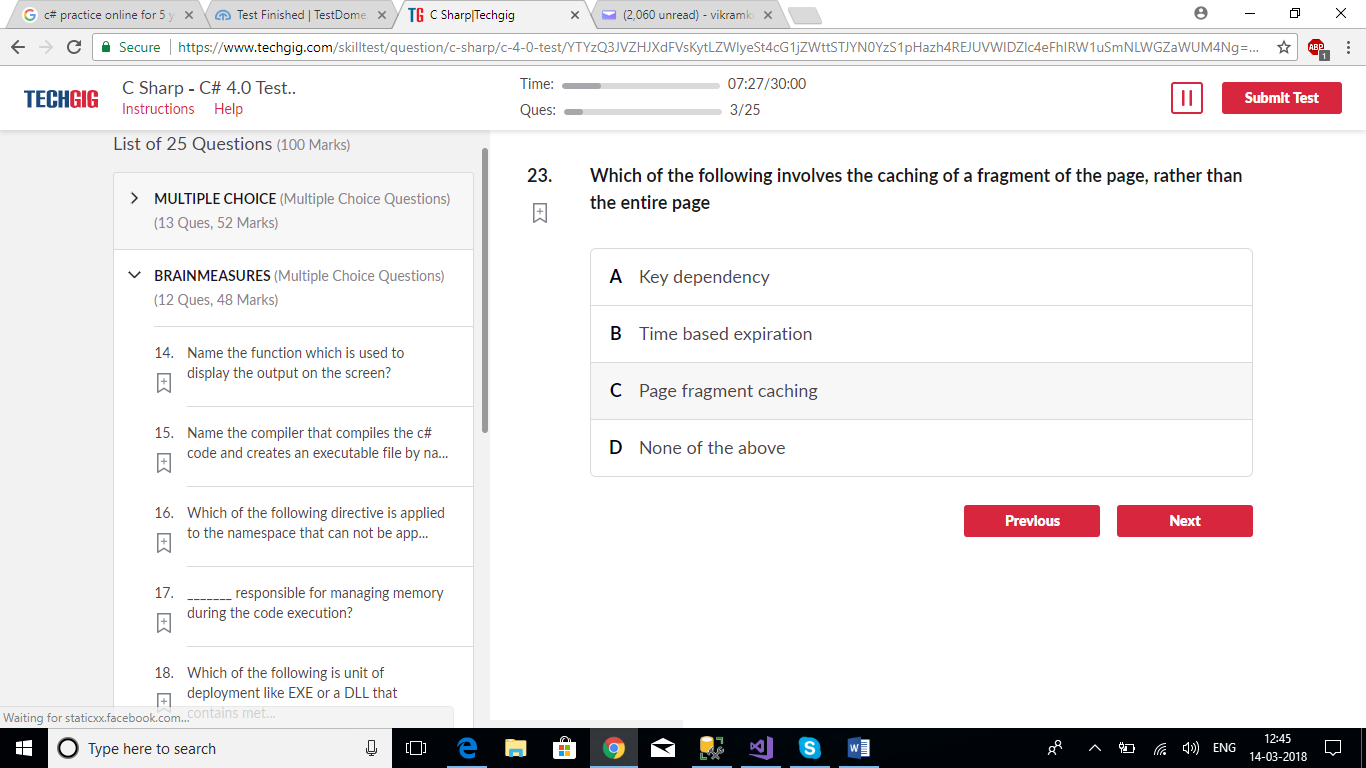 c# practice online for 5 y
Test Finished | TestDome
C Sharp|Techgig
(2,060 unread) - vikramk
Secure
https://www.techgig.com/skilltest/question/c-sharp/c-4-0-test/
ABP
1
TECHGIG
C Sharp - C# 4.0 Test..
Instructions Help
Time: 07:27/30:00
Ques: 3/25
Submit Test
List of 25 Questions (100 Marks)
MULTIPLE CHOICE (Multiple Choice Questions)
(13 Ques, 52 Marks)
BRAINMEASURES (Multiple Choice Questions)
(12 Ques, 48 Marks)
14. Name the function which is used to
display the output on the screen?
15. Name the compiler that compiles the c#
code and creates an executable file by na...
16. Which of the following directive is applied
to the namespace that can not be app...
17. _______ responsible for managing memory
during the code execution?
18. Which of the following is unit of
deployment like EXE or a DLL that
contains met...
Waiting for staticxx.facebook.com...
23. Which of the following involves the caching of a fragment of the page, rather than
the entire page
A Key dependency
B Time based expiration
C Page fragment caching
D None of the above
Previous Next
Type here to search
ENG
12:45
14-03-2018